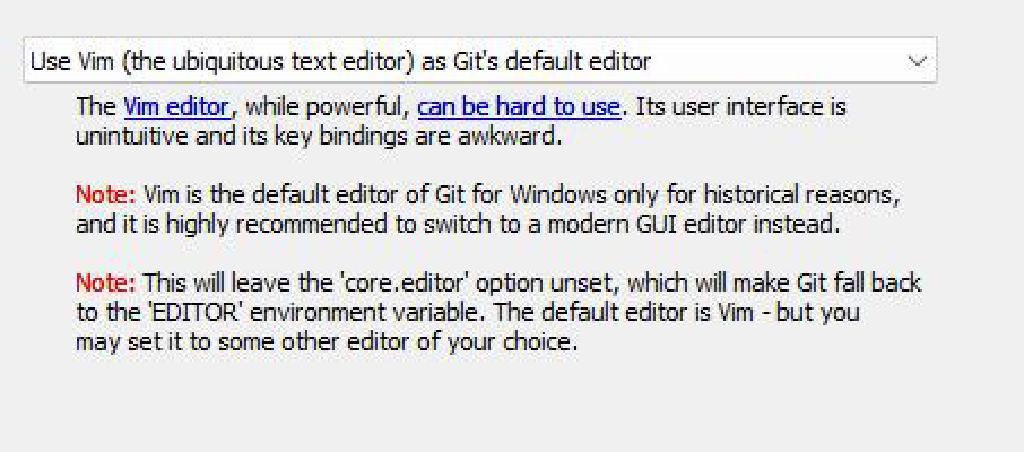 Use Vim (the ubiquitous text editor) as Git's default editor
The Vim editor, while powerful, can be hard to use. Its user interface is
unintuitive and its key bindings are awkward.
Note: Vim is the default editor of Git for Windows only for historical reasons,
and it is highly recommended to switch to a modern GUI editor instead.
Note: This will leave the 'core.editor' option unset, which will make Git fall back
to the 'EDITOR' environment variable. The default editor is Vim - but you
may set it to some other editor of your choice.